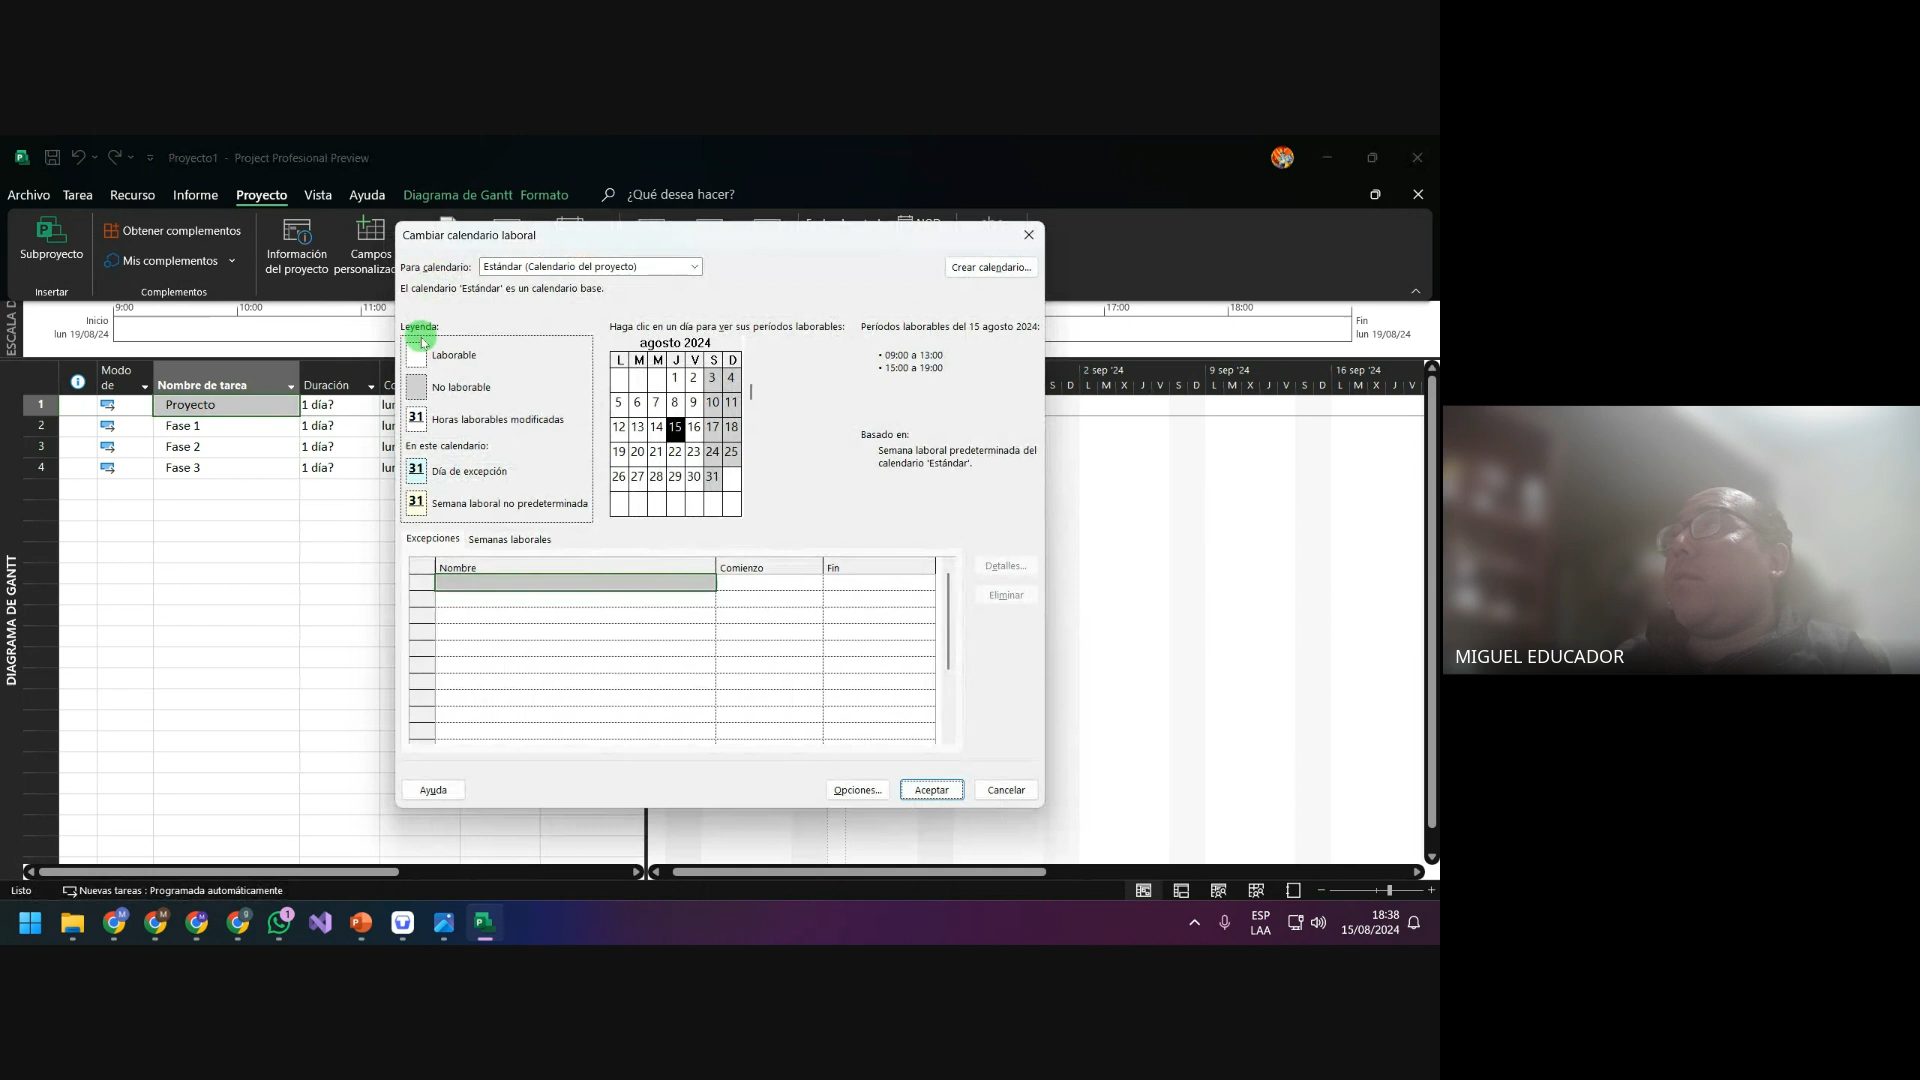 Proyecto1 - Project Profesional Preview
Archivo Tarea Recurso Informe Proyecto Vista Ayuda Diagrama de Gantt Formato ¿Qué desea hacer?
Subproyecto
Insertar
Obtener complementos
Mis complementos
Complementos
Información
del proyecto
Campos
Cambiar calendario laboral
Para calendario: Estándar (Calendario del proyecto)
Crear calendario...
El calendario 'Estándar' es un calendario base.
Leyenda:
Laborable
No laborable
31 Horas laborables modificadas
En este calendario:
31 Día de excepción
31 Semana laboral no predeterminada
Haga clic en un día para ver sus períodos laborables:
agosto 2024
L M M J V S D
1 2 3 4
5 6 7 8 9 10 11
12 13 14 15 16 17 18
19 20 21 22 23 24 25
26 27 28 29 30 31
Períodos laborables del 15 agosto 2024:
• 09:00 a 13:00
• 15:00 a 19:00
Basado en:
Semana laboral predeterminada del
calendario 'Estándar'.
Excepciones Semanas laborales
Nombre Comienzo Fin
Detalles...
Eliminar
Ayuda Opciones... Aceptar Cancelar
9:00 10:00 11:00 17:00 18:00
Inicio
lun 19/08/24
Fin
lun 19/08/24
Modo
de
Nombre de tarea Duración
1 Proyecto 1 día?
2 Fase 1 1 día?
3 Fase 2 1 día?
4 Fase 3 1 día?
2 sep '24 9 sep '24 16 sep '24
S D L M X J V S D L M X J V S D L M X J V
DIAGRAMA DE GANTT
Listo Nuevas tareas : Programada automáticamente
ESP
LAA
18:38
15/08/2024
MIGUEL EDUCADOR